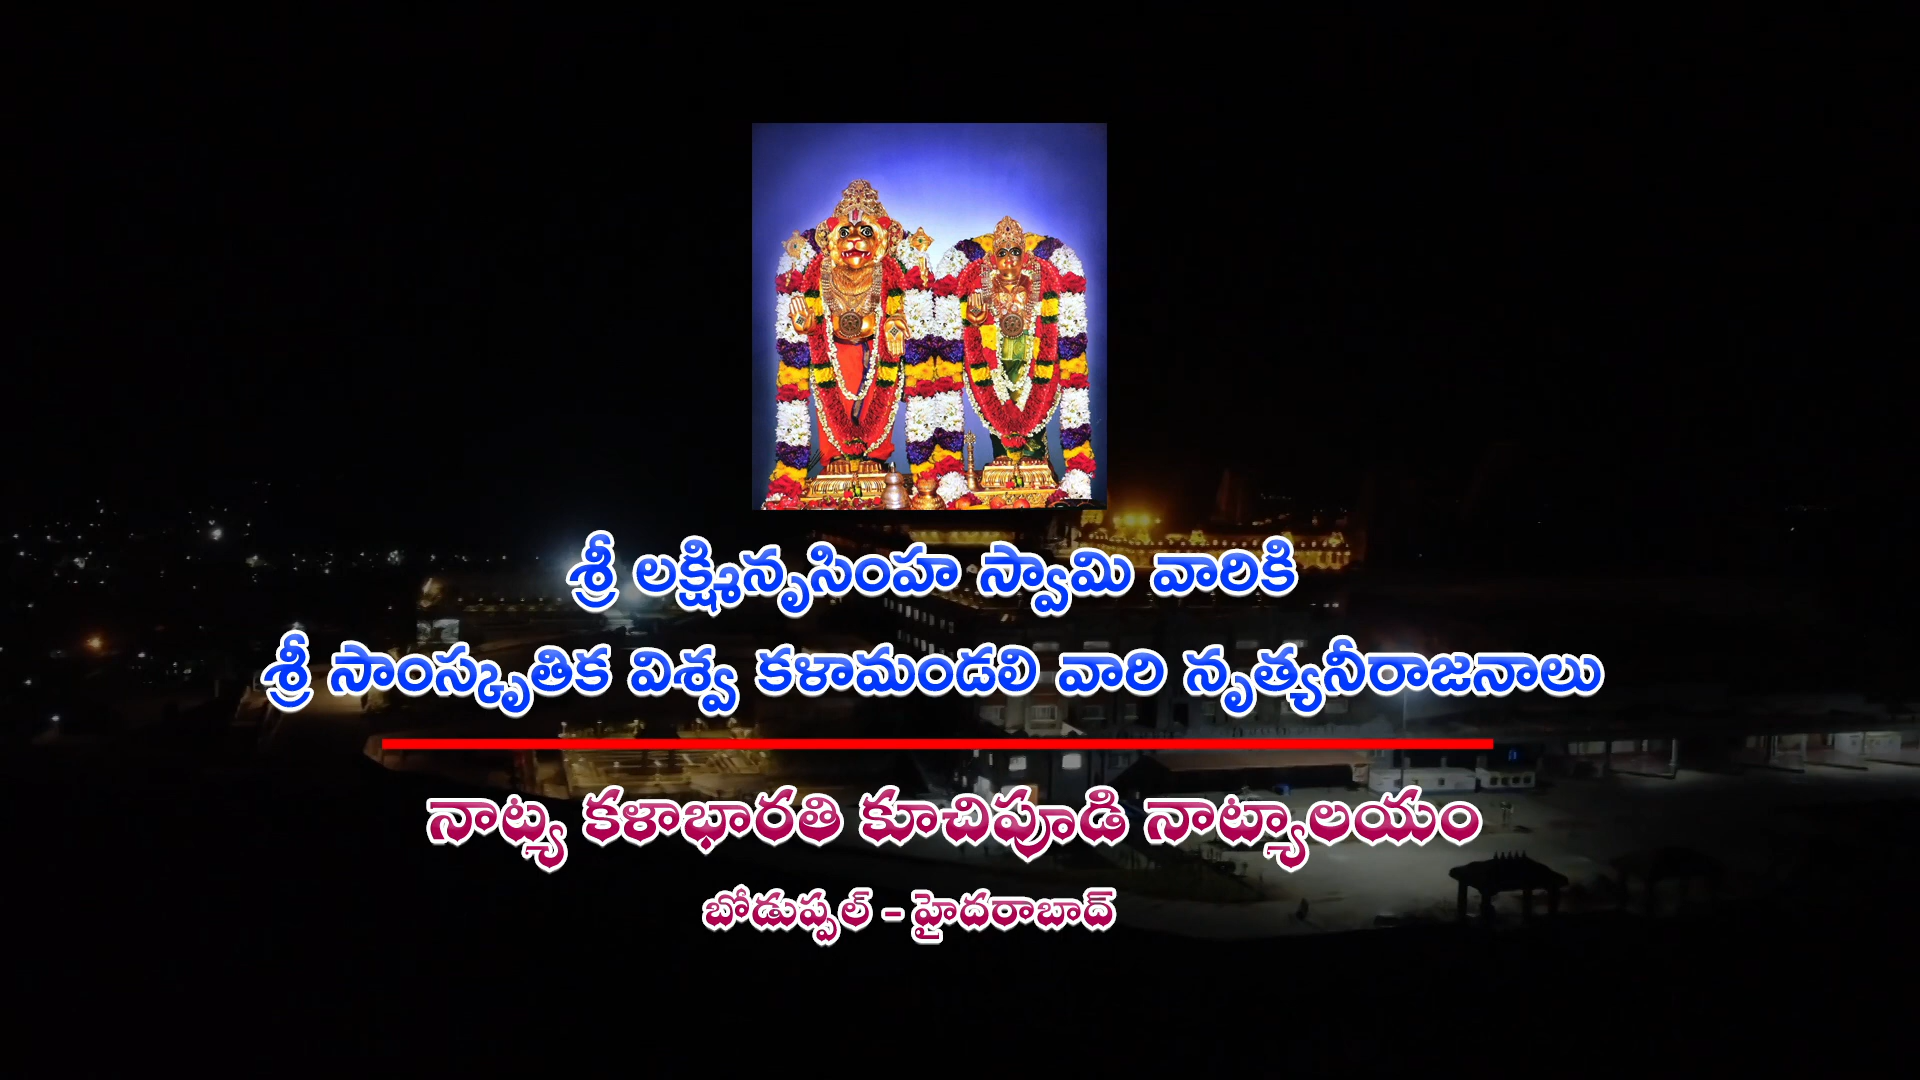 శ్రీ లక్ష్మినృసింహ స్వామి వారికి
శ్రీ సాంస్కృతిక విశ్వ కళామండలి వారి నృత్యనీరాజనాలు
నాట్య కళాభారతి కూచిపూడి నాట్యాలయం
బోడుప్పల్ - హైదరాబాద్